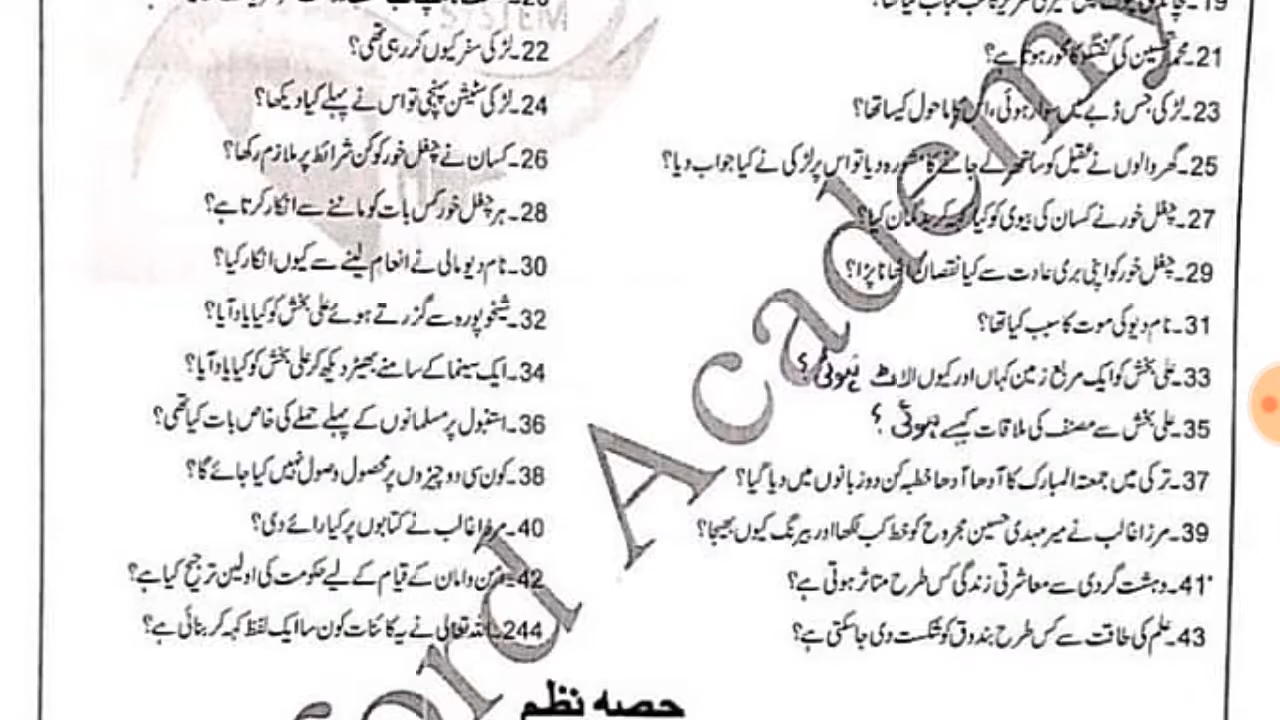 SYSTEM
21۔ محمد حسین کی گفتگو کا محور ہوتا ہے؟
22۔ لڑکی سفر کیوں کر رہی تھی؟
23۔ لڑکی جس ڈبے میں سوار ہوئی، اس کا ماحول کیسا تھا؟
24۔ لڑکی سٹیشن پہنچی تو اس نے پہلے کیا دیکھا؟
25۔ گھر والوں نے عقیل کو ساتھ لے جانے کا مشورہ دیا تو اس پر لڑکی نے کیا جواب دیا؟
26۔ کسان نے چغل خور کو کن شرائط پر ملازم رکھا؟
27۔ چغل خور نے کسان کی بیوی کو کیا کہہ کر بدگمان کیا؟
28۔ ہر چغل خور کس بات کو ماننے سے انکار کرتا ہے؟
29۔ چغل خور کو اپنی بری عادت سے کیا نقصان اٹھانا پڑا؟
30۔ نام دیو مالی نے انعام لینے سے کیوں انکار کیا؟
31۔ نام دیو کی موت کا سبب کیا تھا؟
32۔ شیخوپورہ سے گزرتے ہوئے علی بخش کو کیا یاد آیا؟
33۔ علی بخش کو ایک مربع زمین کہاں اور کیوں الاٹ ہوئی؟
34۔ ایک سینما کے سامنے بھیڑ دیکھ کر علی بخش کو کیا یاد آیا؟
35۔ علی بخش سے مصنف کی ملاقات کیسے ہوئی؟
36۔ استنبول پر مسلمانوں کے پہلے حملے کی خاص بات کیا تھی؟
37۔ ترکی میں جمعتہ المبارک کا آدھا آدھا خطبہ کن دو زبانوں میں دیا گیا؟
38۔ کون سی دو چیزوں پر محصول وصول نہیں کیا جائے گا؟
39۔ مرزا غالب نے میر مہدی حسین مجروح کو خط کب لکھا اور بیرنگ کیوں بھیجا؟
40۔ مرزا غالب نے کتابوں پر کیا رائے دی؟
41۔ دہشت گردی سے معاشرتی زندگی کس طرح متاثر ہوتی ہے؟
42۔ امن و امان کے قیام کے لیے حکومت کی اولین ترجیح کیا ہے؟
43۔ علم کی طاقت سے کس طرح بندوق کو شکست دی جا سکتی ہے؟
244۔ اللہ تعالیٰ نے یہ کائنات کون سا ایک لفظ کہہ کر بنائی ہے؟
حصہ نظم
ord Academy